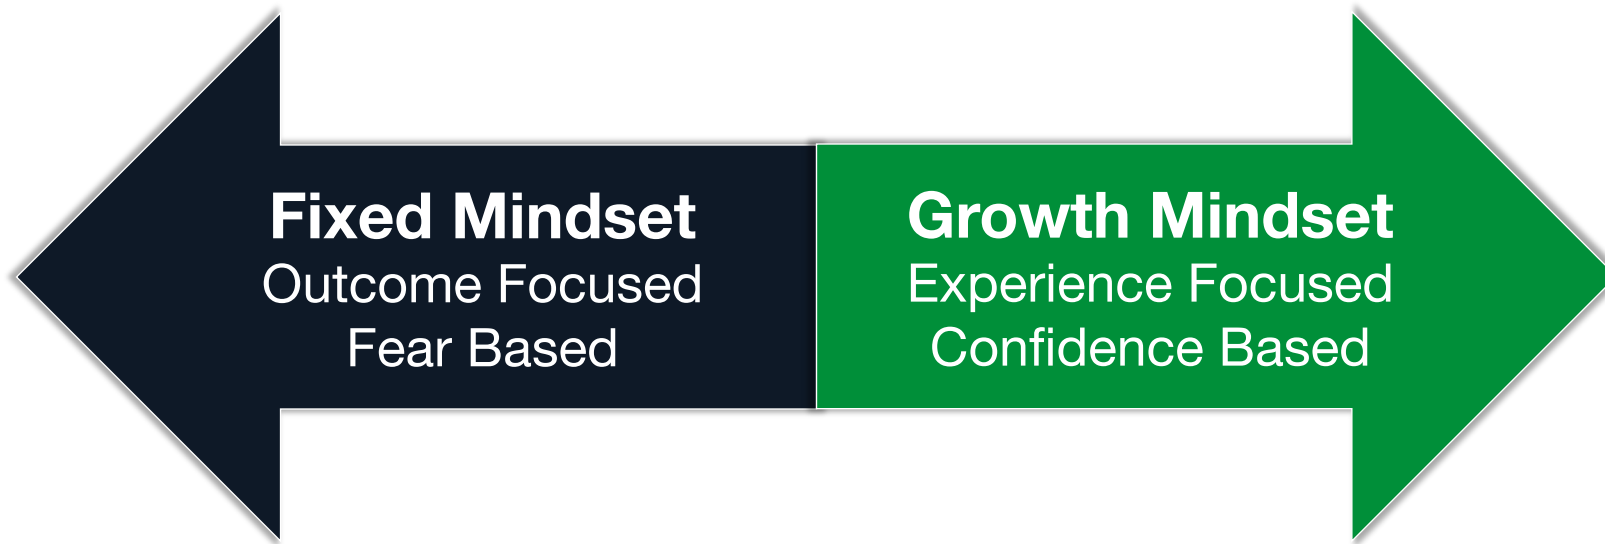 Fixed Mindset
Outcome Focused
Fear Based
Growth Mindset
Experience Focused
Confidence Based